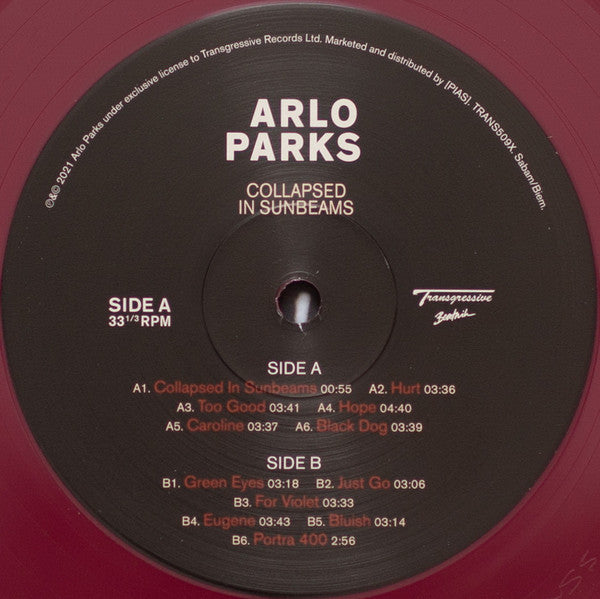 ℗&© 2021 Arlo Parks under exclusive license to Transgressive Records Ltd. Marketed and distributed by [PIAS]. TRANS509X. Sabam/Biem.
ARLO
PARKS
COLLAPSED
IN SUNBEAMS
SIDE A
33 1/3 RPM
Transgressive
SIDE A
A1. Collapsed In Sunbeams 00:55 A2. Hurt 03:36
A3. Too Good 03:41 A4. Hope 04:40
A5. Caroline 03:37 A6. Black Dog 03:39
SIDE B
B1. Green Eyes 03:18 B2. Just Go 03:06
B3. For Violet 03:33
B4. Eugene 03:43 B5. Bluish 03:14
B6. Portra 400 2:56